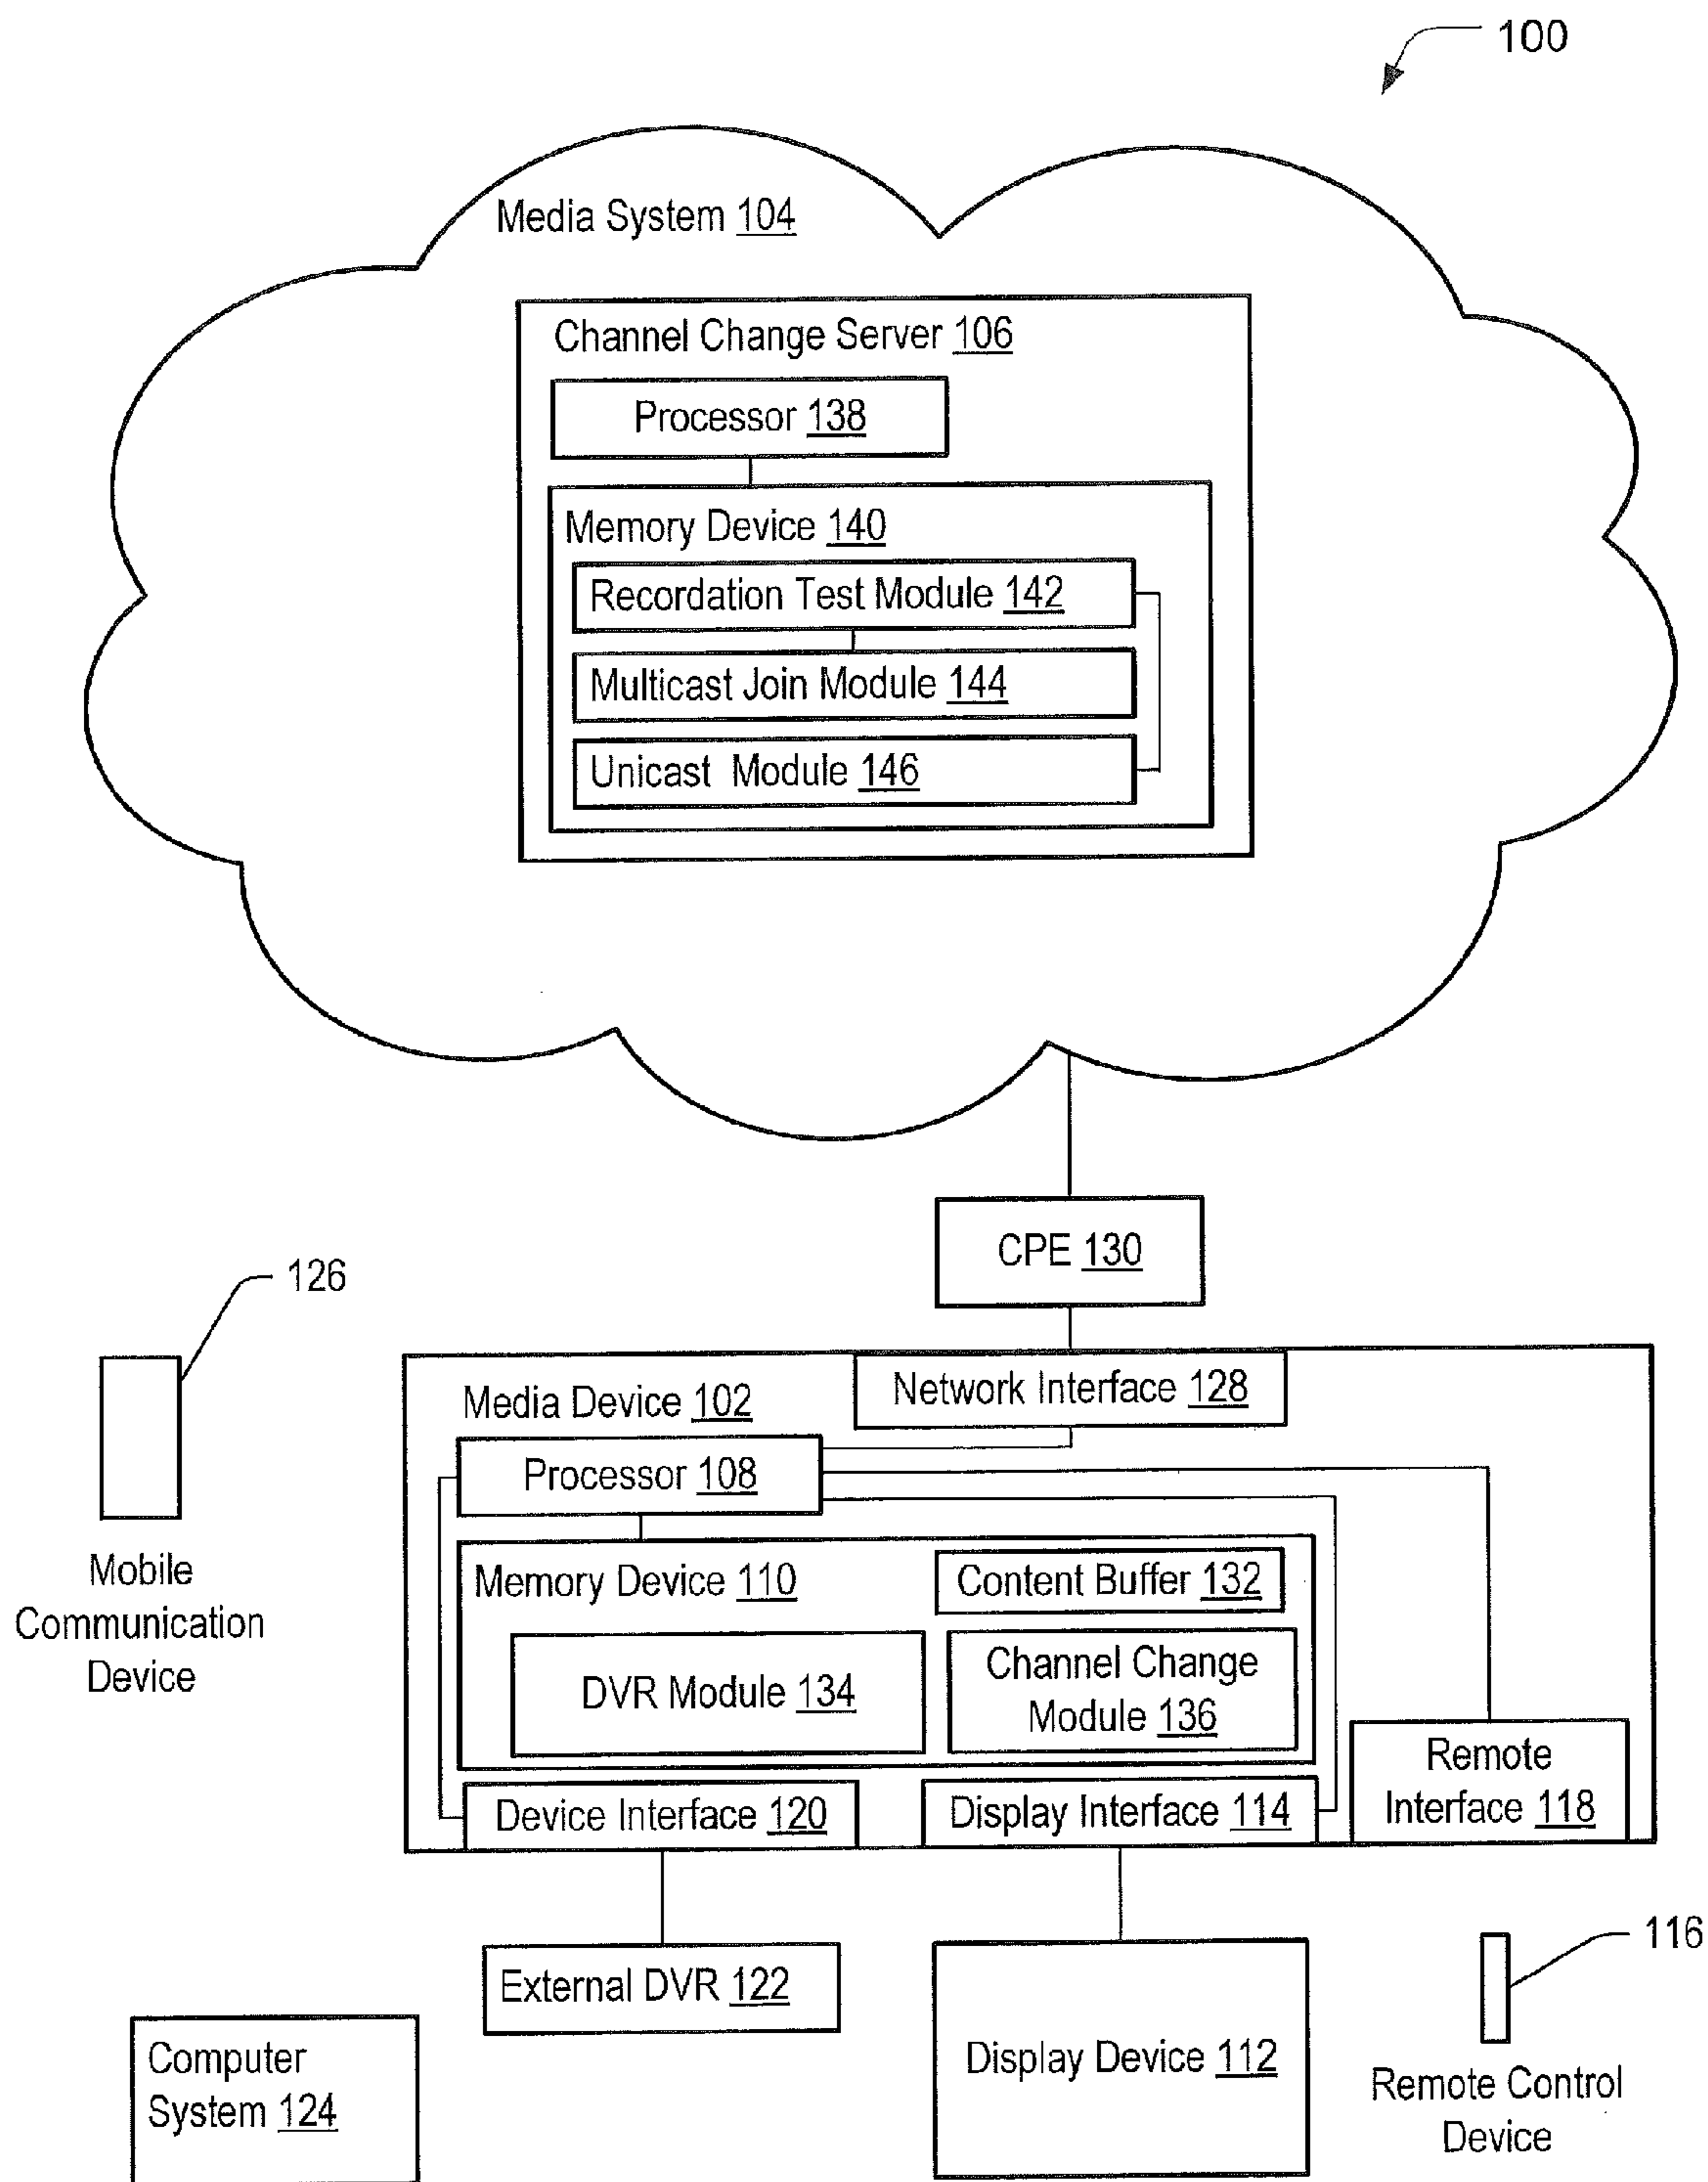 100
Media System 104
Channel Change Server 106
Processor 138
Memory Device 140
Recordation Test Module 142
Multicast Join Module 144
Unicast Module 146
CPE 130
126
Mobile
Communication
Device
Media Device 102
Network Interface 128
Processor 108
Memory Device 110
Content Buffer 132
DVR Module 134
Channel Change
Module 136
Device Interface 120
Display Interface 114
Remote
Interface 118
External DVR 122
Computer
System 124
Display Device 112
116
Remote Control
Device